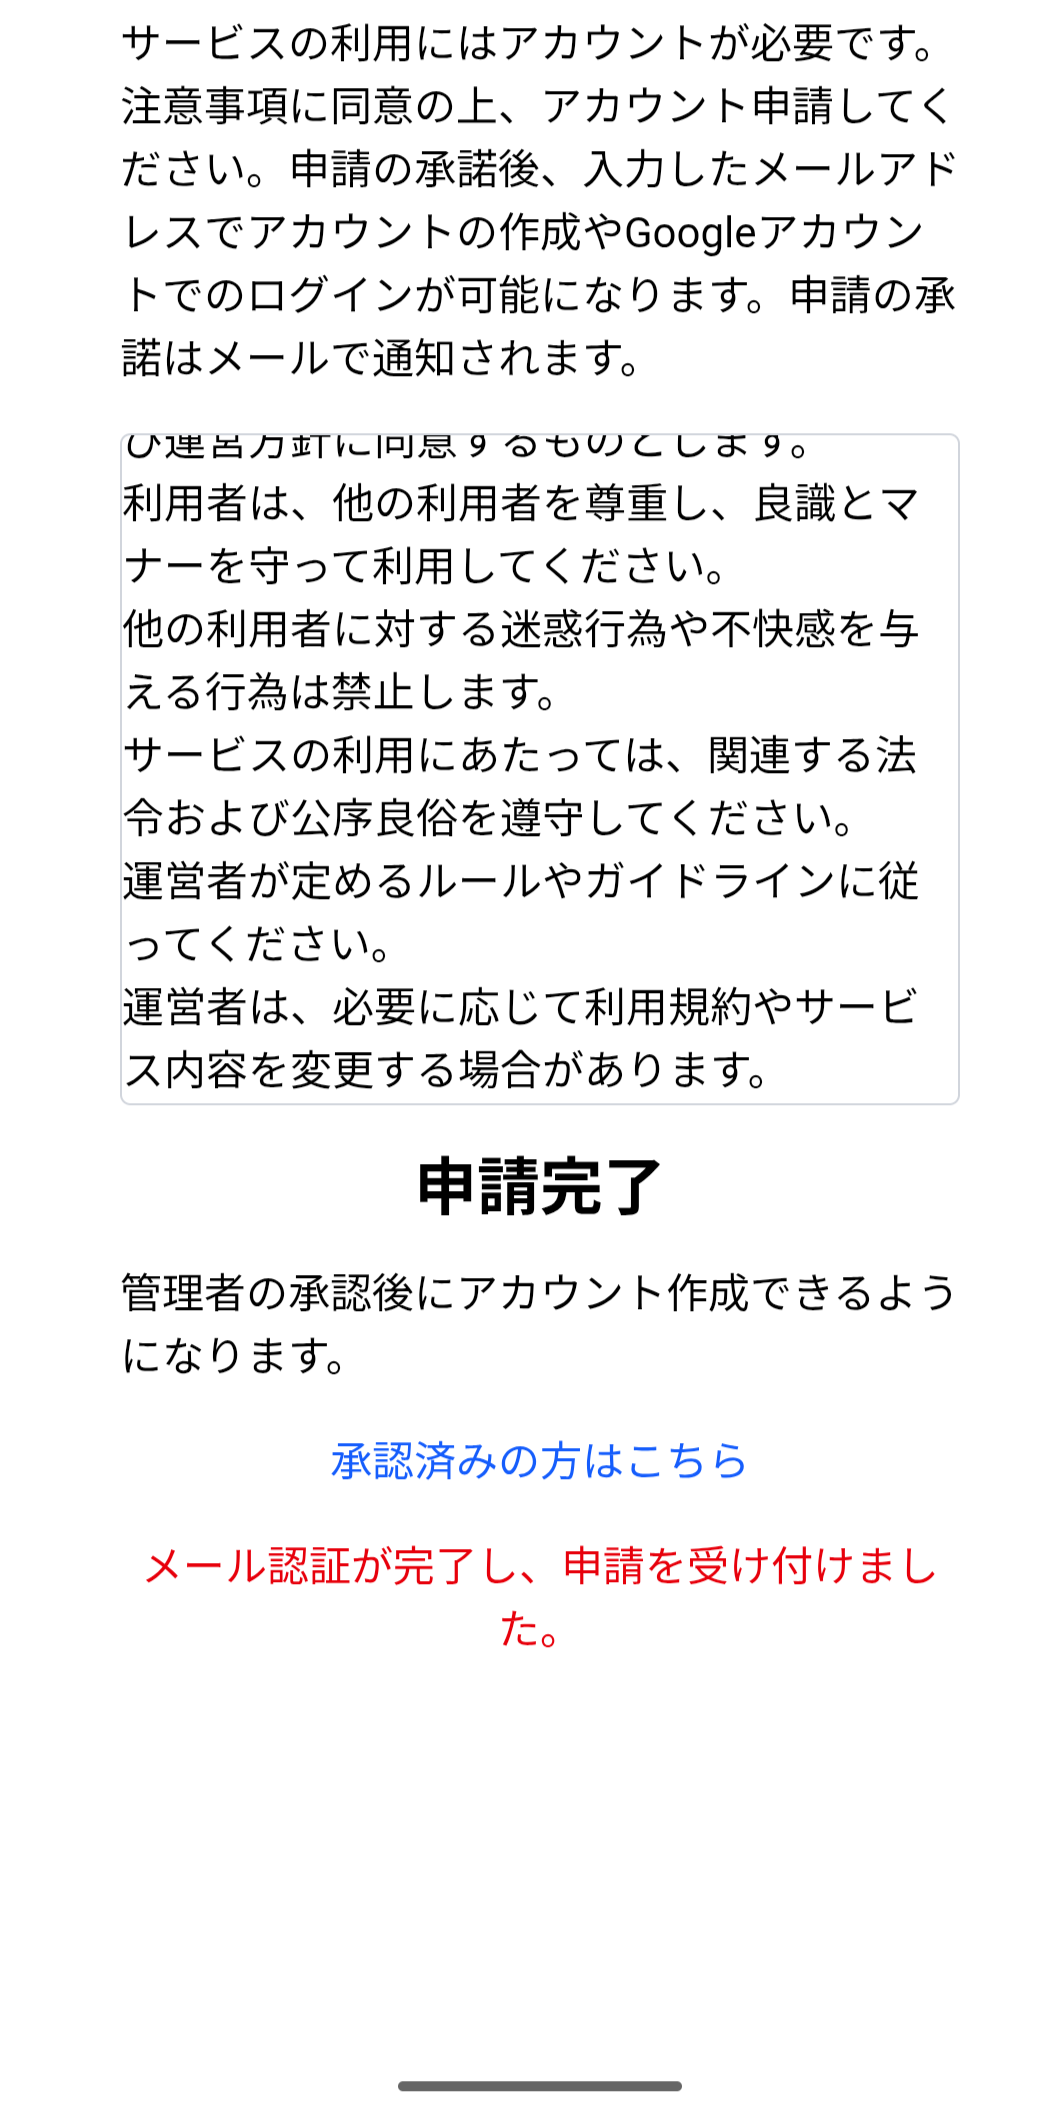 サービスの利用にはアカウントが必要です。
注意事項に同意の上、アカウント申請してく
ださい。申請の承諾後、入力したメールアド
レスでアカウントの作成やGoogleアカウン
トでのログインが可能になります。申請の承
諾はメールで通知されます。
び運営方針に同意するものとします。
利用者は、他の利用者を尊重し、良識とマ
ナーを守って利用してください。
他の利用者に対する迷惑行為や不快感を与
える行為は禁止します。
サービスの利用にあたっては、関連する法
令および公序良俗を遵守してください。
運営者が定めるルールやガイドラインに従
ってください。
運営者は、必要に応じて利用規約やサービ
ス内容を変更する場合があります。
申請完了
管理者の承認後にアカウント作成できるよう
になります。
承認済みの方はこちら
メール認証が完了し、申請を受け付けまし
た。